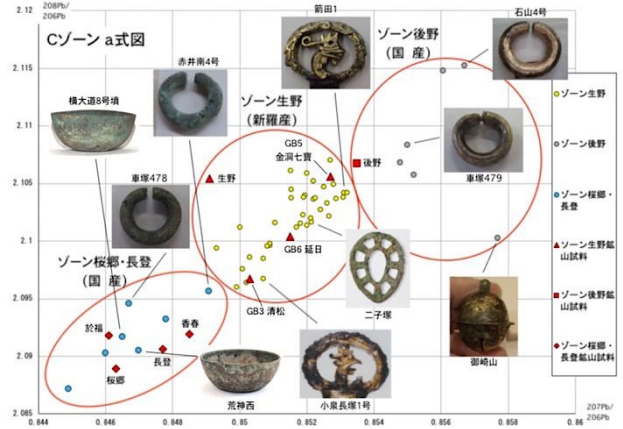 208Pb/
206Pb
2.12
2.115
2.11
2.105
2.1
2.095
2.09
2.085
Cゾーン a式図
横大道8号墳
赤井南4号
車塚478
ゾーン桜郷・長登
(国 産)
於福
香春
長登
桜郷
荒神西
箭田1
ゾーン生野
(新羅産)
GB5
金洞七寶
生野
GB6 延日
GB3 清松
二子塚
小泉長塚1号
ゾーン後野
(国 産)
石山4号
後野
車塚479
御崎山
ゾーン生野
ゾーン後野
ゾーン桜郷・
長登
ゾーン生野鉱
山試料
ゾーン後野鉱
山試料
ゾーン桜郷・
長登鉱山試料
0.844
0.846
0.848
0.85
0.852
0.854
0.856
0.858
0.86
207Pb/
206Pb